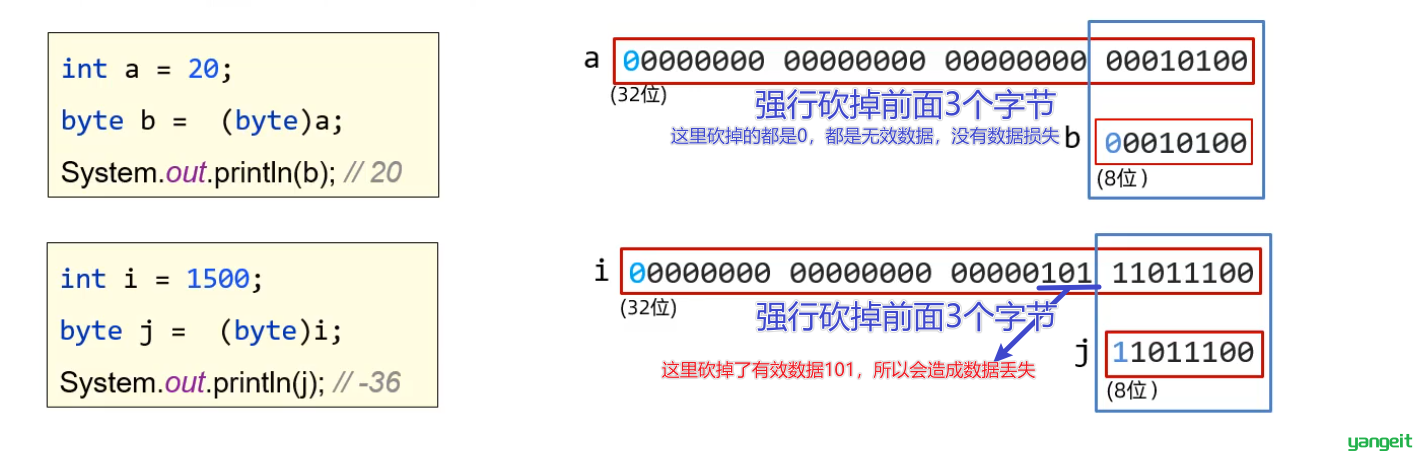 int a = 20;
byte b = (byte)a;
System.out.println(b); // 20
a 00000000 00000000 00000000 00010100
(32位)
强行砍掉前面3个字节
这里砍掉的都是0，都是无效数据，没有数据损失
b 00010100
(8位）
int i = 1500;
byte j = (byte)i;
System.out.println(j); // -36
i 00000000 00000000 00000101 11011100
(32位)
强行砍掉前面3个字节
这里砍掉了有效数据101，所以会造成数据丢失
j 11011100
(8位）
yangeit